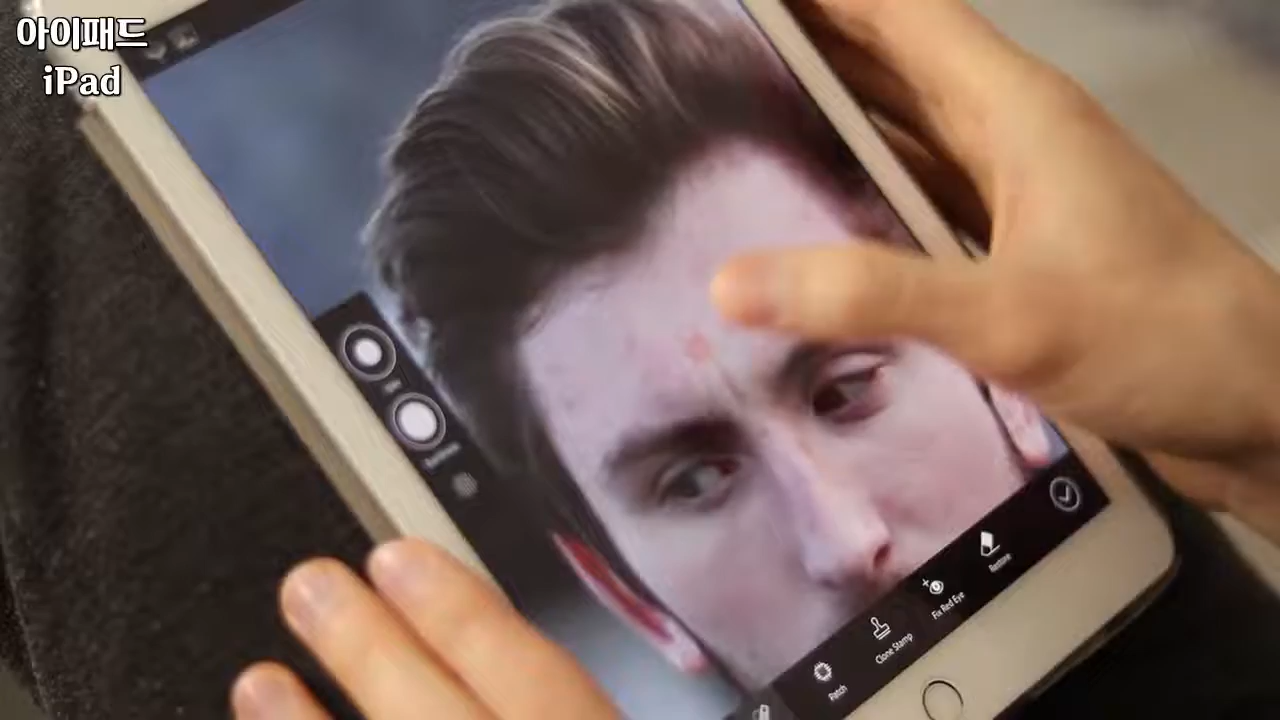 아이패드
iPad
Patch
Clone Stamp
Fix Red Eye
Restore